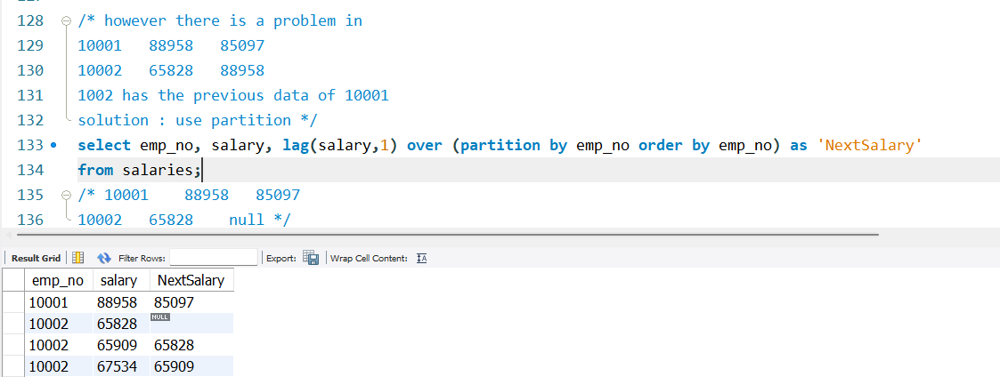 128 /* however there is a problem in
129 10001 88958 85097
130 10002 65828 88958
131 1002 has the previous data of 10001
132 solution : use partition */
133 select emp_no, salary, lag(salary,1) over (partition by emp_no order by emp_no) as 'NextSalary'
134 from salaries;
135 /* 10001 88958 85097
136 10002 65828 null */
Result Grid Filter Rows: Export: Wrap Cell Content:
emp_no salary NextSalary
10001 88958 85097
10002 65828 NULL
10002 65909 65828
10002 67534 65909